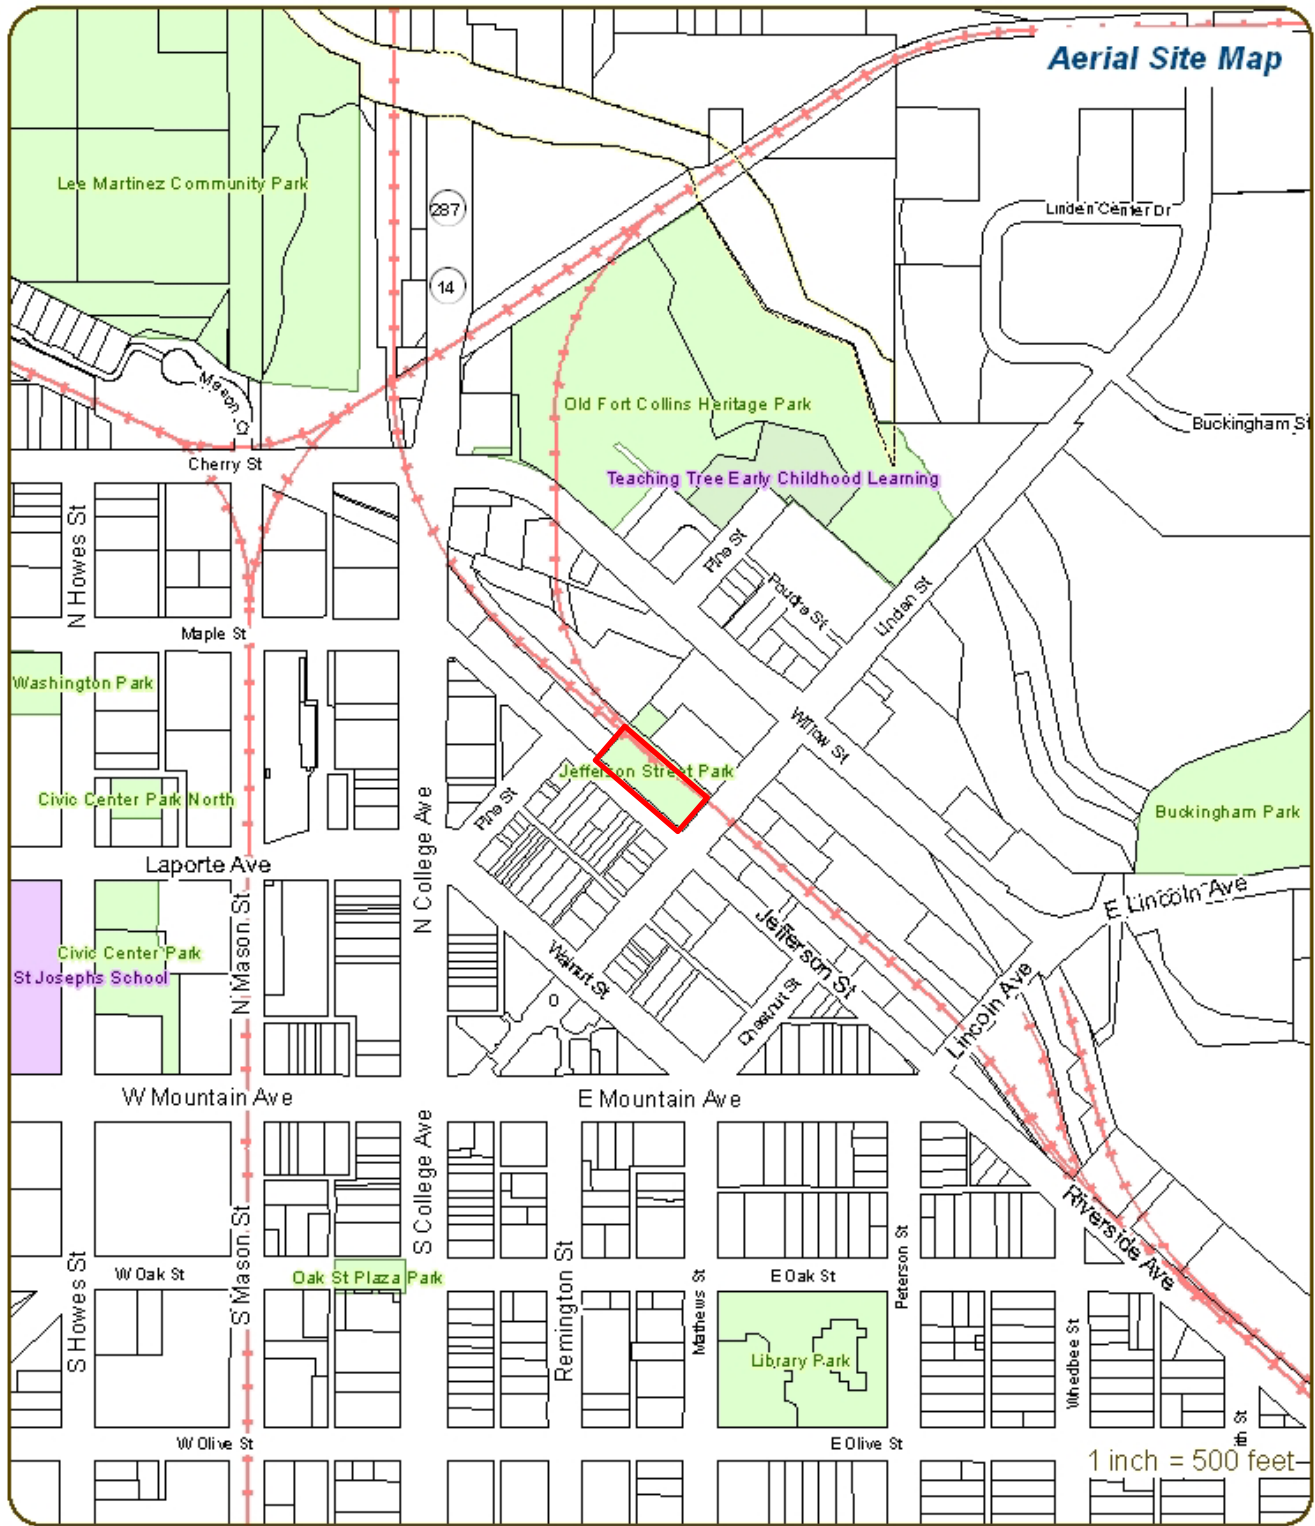 Aerial Site Map
Lee Martinez Community Park
287
Linden Center Dr
14
Mason Ct
Old Fort Collins Heritage Park
Buckingham St
Cherry St
Teaching Tree Early Childhood Learning
N Howes St
Pine St
Poudre St
Linden St
Maple St
Washington Park
Willow St
Jefferson Street Park
Civic Center Park North
Pine St
N College Ave
Buckingham Park
Laporte Ave
E Lincoln Ave
N Mason St
Civic Center Park
St Josephs School
Walnut St
Jefferson St
Chestnut St
Lincoln Ave
W Mountain Ave
E Mountain Ave
S College Ave
Riverside Ave
S Mason St
Peterson St
S Howes St
W Oak St
Oak St Plaza Park
Remington St
Mathews St
E Oak St
Whedbee St
Library Park
W Olive St
E Olive St
ith St
1 inch = 500 feet